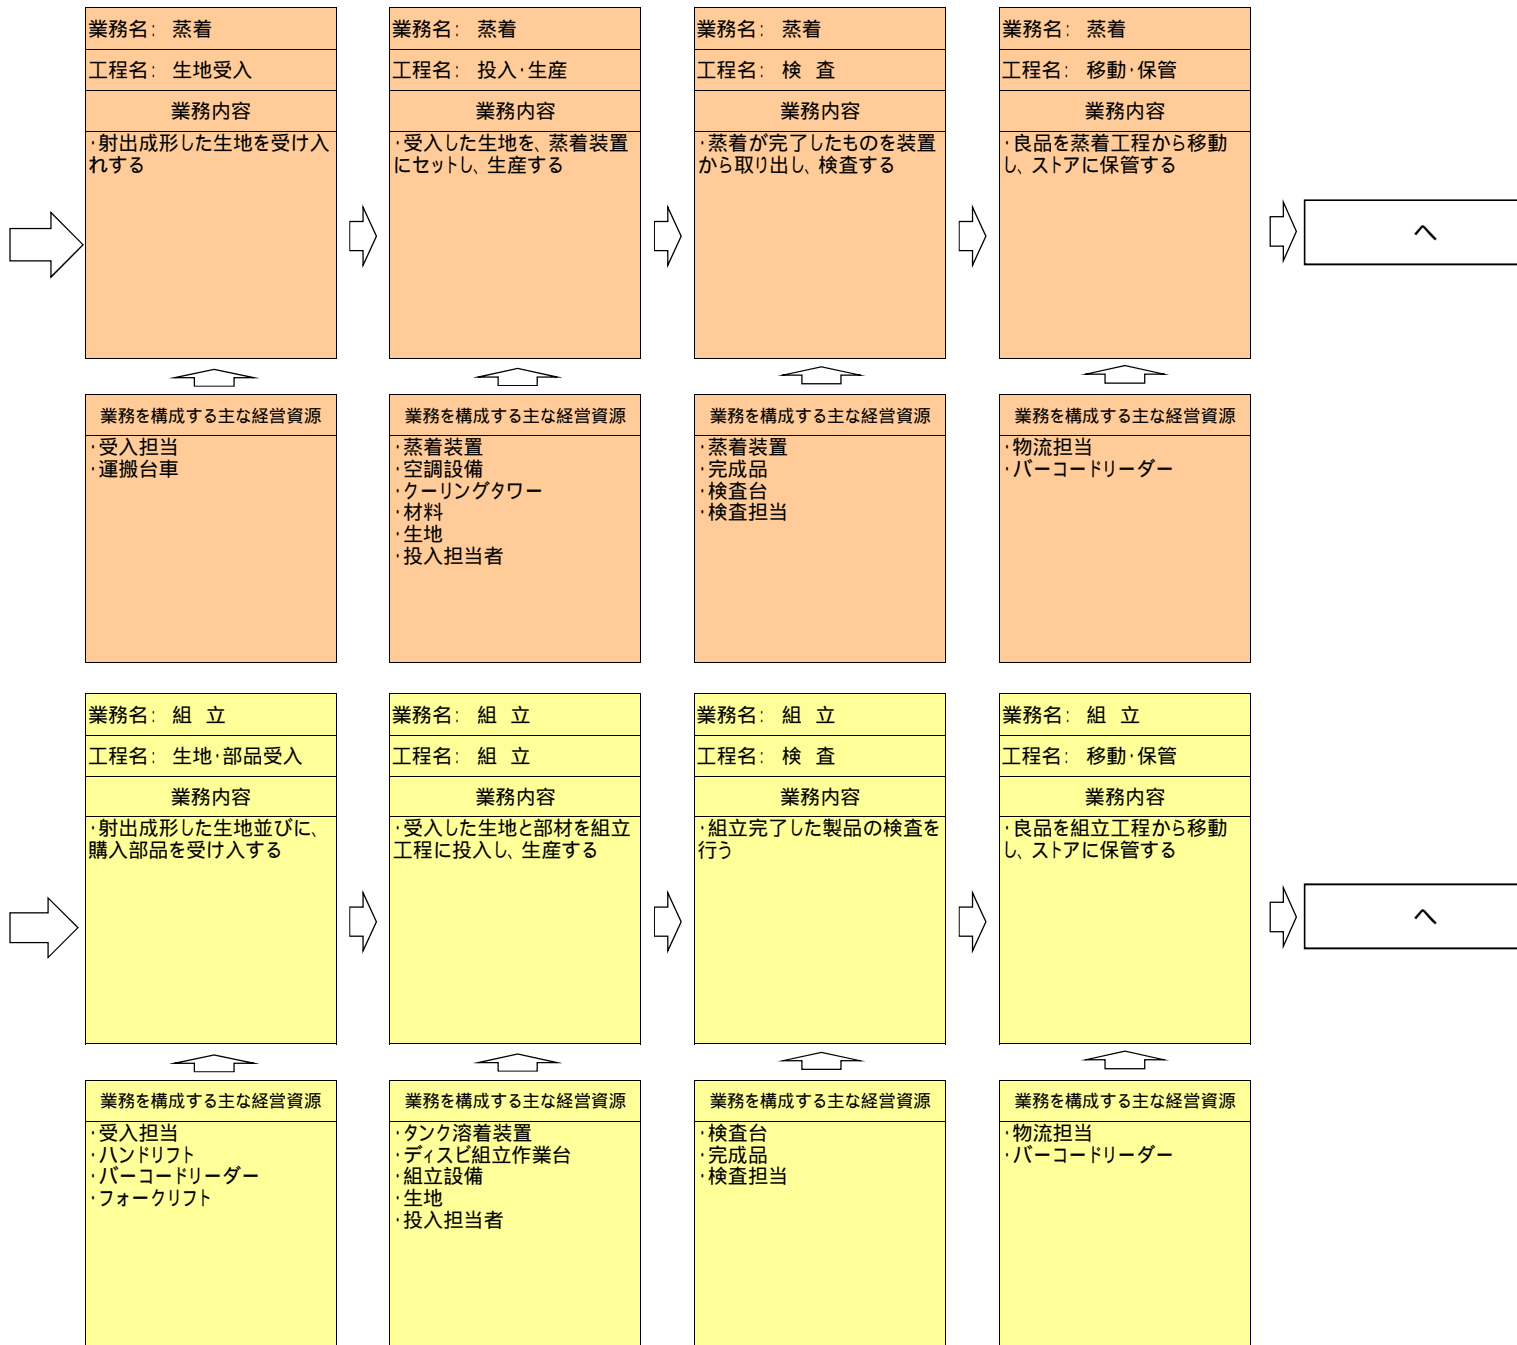 業務名： 蒸着
工程名： 生地受入
業務内容
･射出成形した生地を受け入
れする
業務名： 蒸着
工程名： 投入･生産
業務内容
･受入した生地を、蒸着装置
にセットし、生産する
業務名： 蒸着
工程名： 検　査
業務内容
･蒸着が完了したものを装置
から取り出し、検査する
業務名： 蒸着
工程名： 移動･保管
業務内容
･良品を蒸着工程から移動
し、ストアに保管する
へ
業務を構成する主な経営資源
･受入担当
･運搬台車
業務を構成する主な経営資源
･蒸着装置
･空調設備
･クーリングタワー
･材料
･生地
･投入担当者
業務を構成する主な経営資源
･蒸着装置
･完成品
･検査台
･検査担当
業務を構成する主な経営資源
･物流担当
･バーコードリーダー
業務名： 組　立
工程名： 生地･部品受入
業務内容
･射出成形した生地並びに、
購入部品を受け入する
業務名： 組　立
工程名： 組　立
業務内容
･受入した生地と部材を組立
工程に投入し、生産する
業務名： 組　立
工程名： 検　査
業務内容
･組立完了した製品の検査を
行う
業務名： 組　立
工程名： 移動･保管
業務内容
･良品を組立工程から移動
し、ストアに保管する
へ
業務を構成する主な経営資源
･受入担当
･ハンドリフト
･バーコードリーダー
･フォークリフト
業務を構成する主な経営資源
･タンク溶着装置
･ディスビ組立作業台
･組立設備
･生地
･投入担当者
業務を構成する主な経営資源
･検査台
･完成品
･検査担当
業務を構成する主な経営資源
･物流担当
･バーコードリーダー